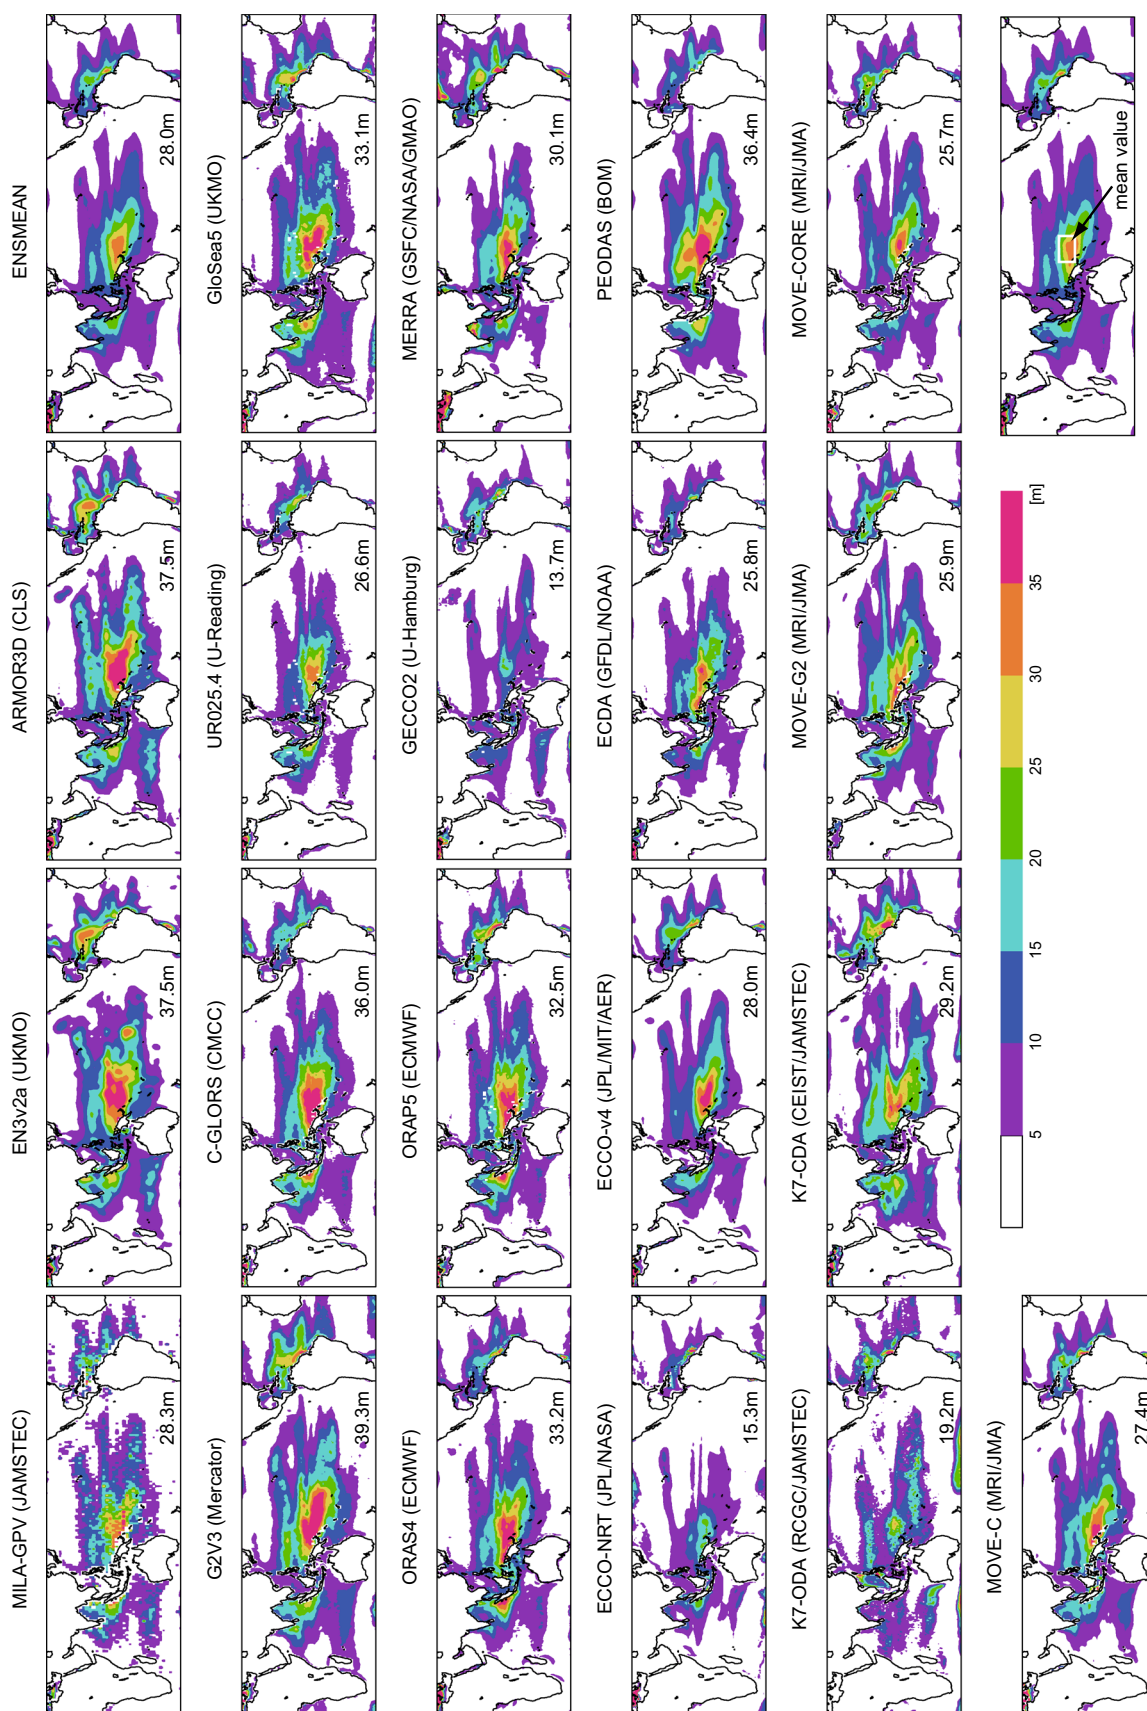 MILA-GPV (JAMSTEC)
EN3v2a (UKMO)
ARMOR3D (CLS)
ENSMEAN
28.3m
37.5m
37.5m
28.0m
G2V3 (Mercator)
C-GLORS (CMCC)
UR025.4 (U-Reading)
GloSea5 (UKMO)
39.3m
36.0m
26.6m
33.1m
ORAS4 (ECMWF)
ORAP5 (ECMWF)
GECCO2 (U-Hamburg)
MERRA (GSFC/NASA/GMAO)
33.2m
32.5m
13.7m
30.1m
ECCO-NRT (JPL/NASA)
ECCO-v4 (JPL/MIT/AER)
ECDA (GFDL/NOAA)
PEODAS (BOM)
15.3m
28.0m
25.8m
36.4m
K7-ODA (RCGC/JAMSTEC)
K7-CDA (CEIST/JAMSTEC)
MOVE-G2 (MRI/JMA)
MOVE-CORE (MRI/JMA)
19.2m
29.2m
25.9m
25.7m
MOVE-C (MRI/JMA)
27.4m
5 10 15 20 25 30 35 [m]
mean value